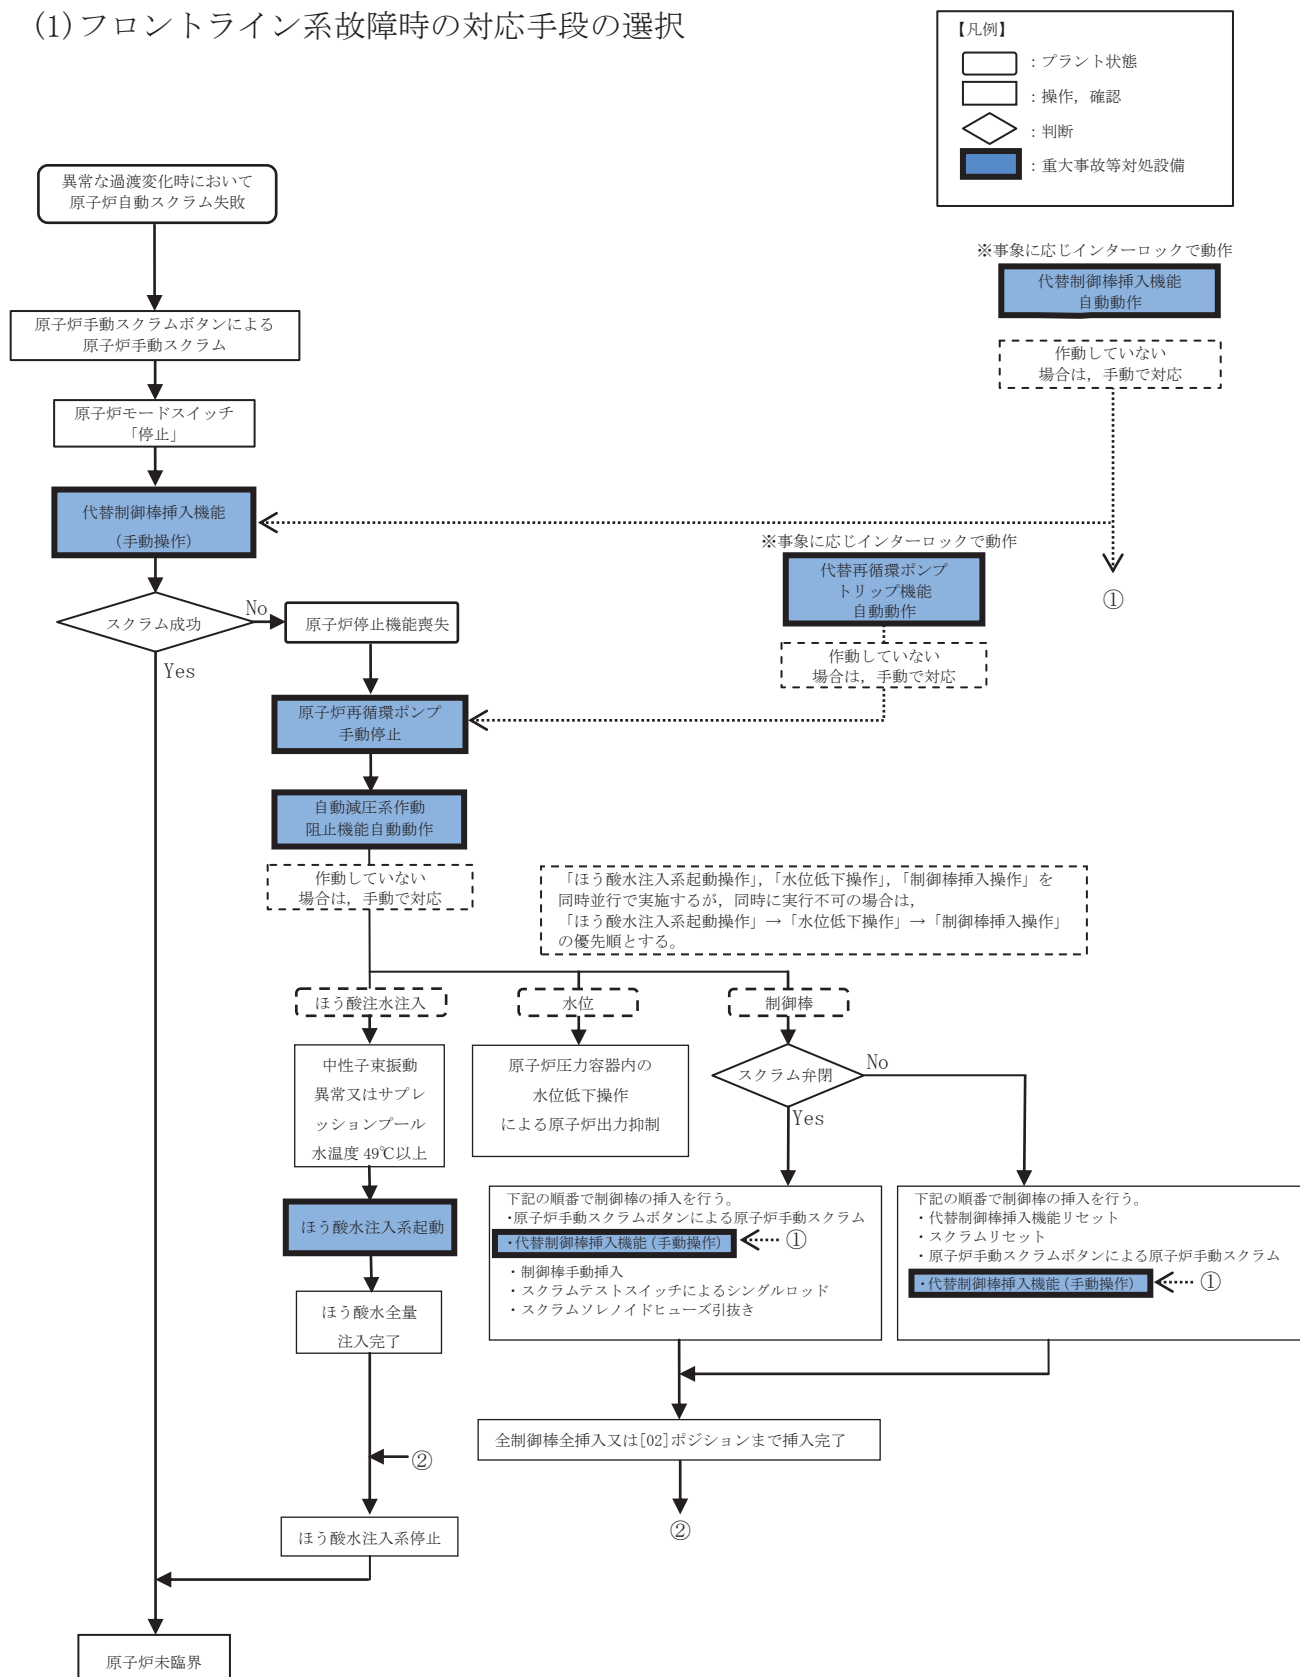 (1)フロントライン系故障時の対応手段の選択
【凡例】
：プラント状態
：操作，確認
：判断
：重大事故等対処設備
異常な過渡変化時において
原子炉自動スクラム失敗
※事象に応じインターロックで動作
代替制御棒挿入機能
自動動作
原子炉手動スクラムボタンによる
原子炉手動スクラム
作動していない
場合は，手動で対応
原子炉モードスイッチ
「停止」
代替制御棒挿入機能
（手動操作）
※事象に応じインターロックで動作
代替再循環ポンプ
トリップ機能
自動動作
①
スクラム成功
No
原子炉停止機能喪失
Yes
作動していない
場合は，手動で対応
原子炉再循環ポンプ
手動停止
自動減圧系作動
阻止機能自動動作
作動していない
場合は，手動で対応
「ほう酸水注入系起動操作」，「水位低下操作」，「制御棒挿入操作」を
同時並行で実施するが，同時に実行不可の場合は，
「ほう酸水注入系起動操作」→「水位低下操作」→「制御棒挿入操作」
の優先順とする。
ほう酸注水注入
水位
制御棒
中性子束振動
異常又はサプレ
ッションプール
水温度 49℃以上
原子炉圧力容器内の
水位低下操作
による原子炉出力抑制
スクラム弁閉
No
Yes
ほう酸水注入系起動
下記の順番で制御棒の挿入を行う。
・原子炉手動スクラムボタンによる原子炉手動スクラム
・代替制御棒挿入機能（手動操作）
①
・制御棒手動挿入
・スクラムテストスイッチによるシングルロッド
・スクラムソレノイドヒューズ引抜き
下記の順番で制御棒の挿入を行う。
・代替制御棒挿入機能リセット
・スクラムリセット
・原子炉手動スクラムボタンによる原子炉手動スクラム
・代替制御棒挿入機能（手動操作）
①
ほう酸水全量
注入完了
全制御棒全挿入又は[02]ポジションまで挿入完了
②
②
ほう酸水注入系停止
原子炉未臨界